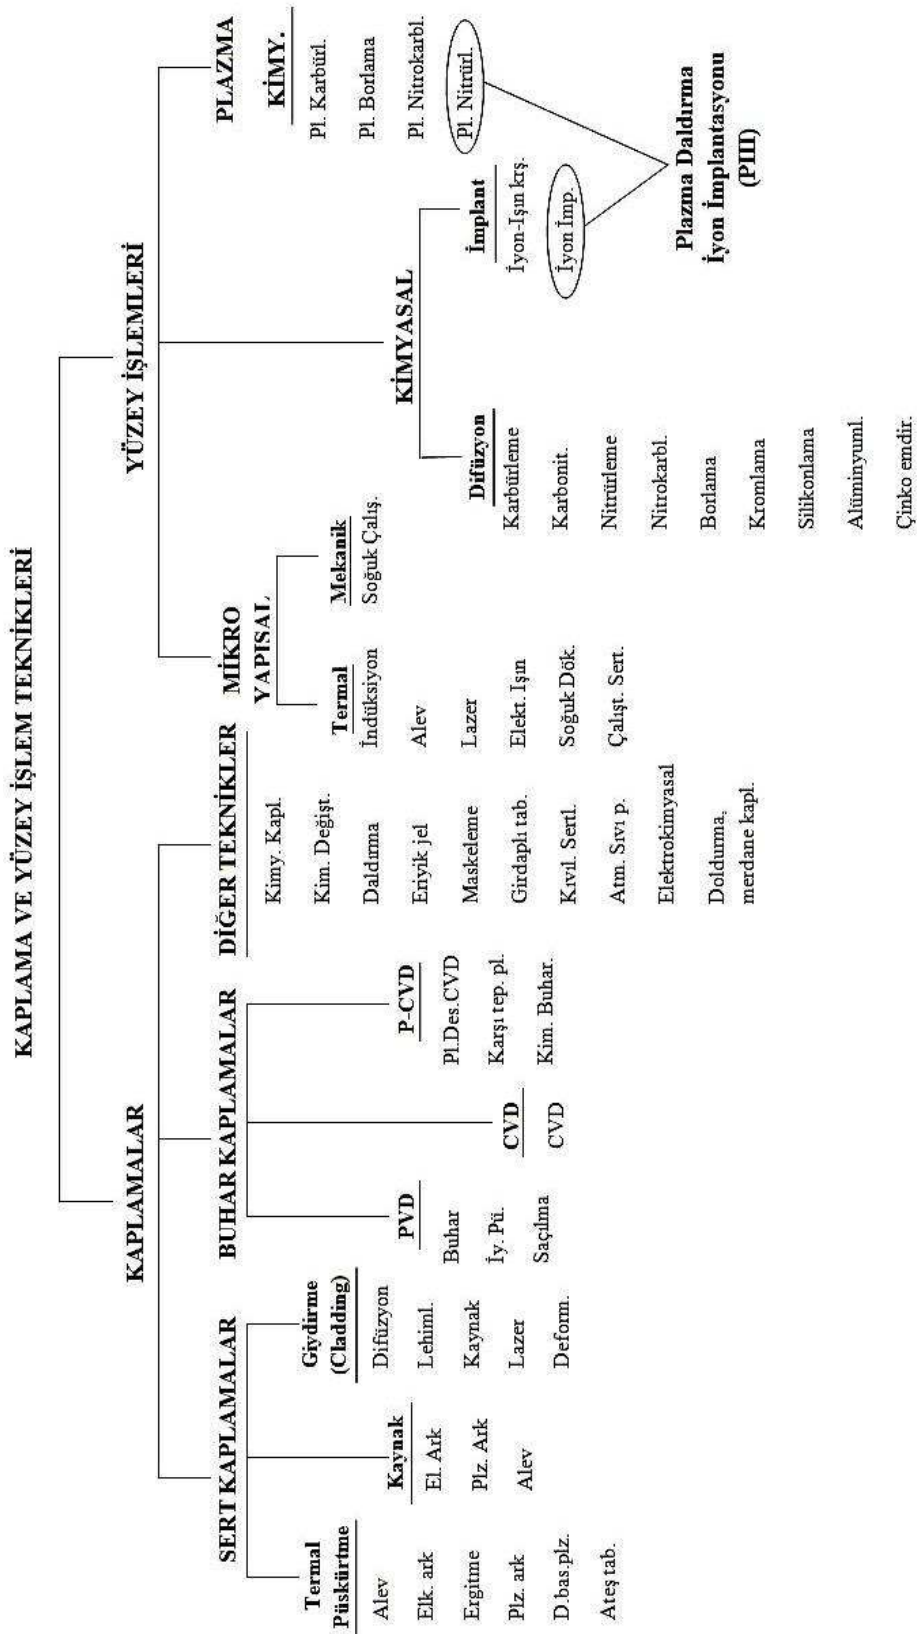 KAPLAMA VE YÜZEY İŞLEM TEKNİKLERİ
KAPLAMALAR
SERT KAPLAMALAR
Termal
Püskürtme
Alev
Elk. ark
Ergitme
Plz. ark
D.bas.plz.
Ateş tab.
Kaynak
El. Ark
Plz. Ark
Alev
Giydirme
(Cladding)
Difüzyon
Lehiml.
Kaynak
Lazer
Deform.
BUHAR KAPLAMALAR
PVD
Buhar
İy. Pü.
Saçılma
CVD
CVD
P-CVD
Pl.Des.CVD
Karşı tep. pl.
Kim. Buhar.
DİĞER TEKNİKLER
Kimy. Kapl.
Kim. Değişt.
Daldırma
Eriyik jel
Maskeleme
Girdaplı tab.
Kıvıl. Sertl.
Atm. Sıvı p.
Elektrokimyasal
Doldurma,
merdane kapl.
YÜZEY İŞLEMLERİ
MİKRO
YAPISAL
Termal
İndüksiyon
Alev
Lazer
Elekt. Işın
Soğuk Dök.
Çalışt. Sert.
Mekanik
Soğuk Çalış.
KİMYASAL
Difüzyon
Karbürleme
Karbonit.
Nitrürleme
Nitrokarbl.
Borlama
Kromlama
Silikonlama
Alüminyuml.
Çinko emdir.
İmplant
İyon-Işın krş.
İyon İmp.
PLAZMA
KİMY.
Pl. Karbürl.
Pl. Borlama
Pl. Nitrokarbl.
Pl. Nitrürl.
Plazma Daldırma
İyon İmplantasyonu
(PIII)